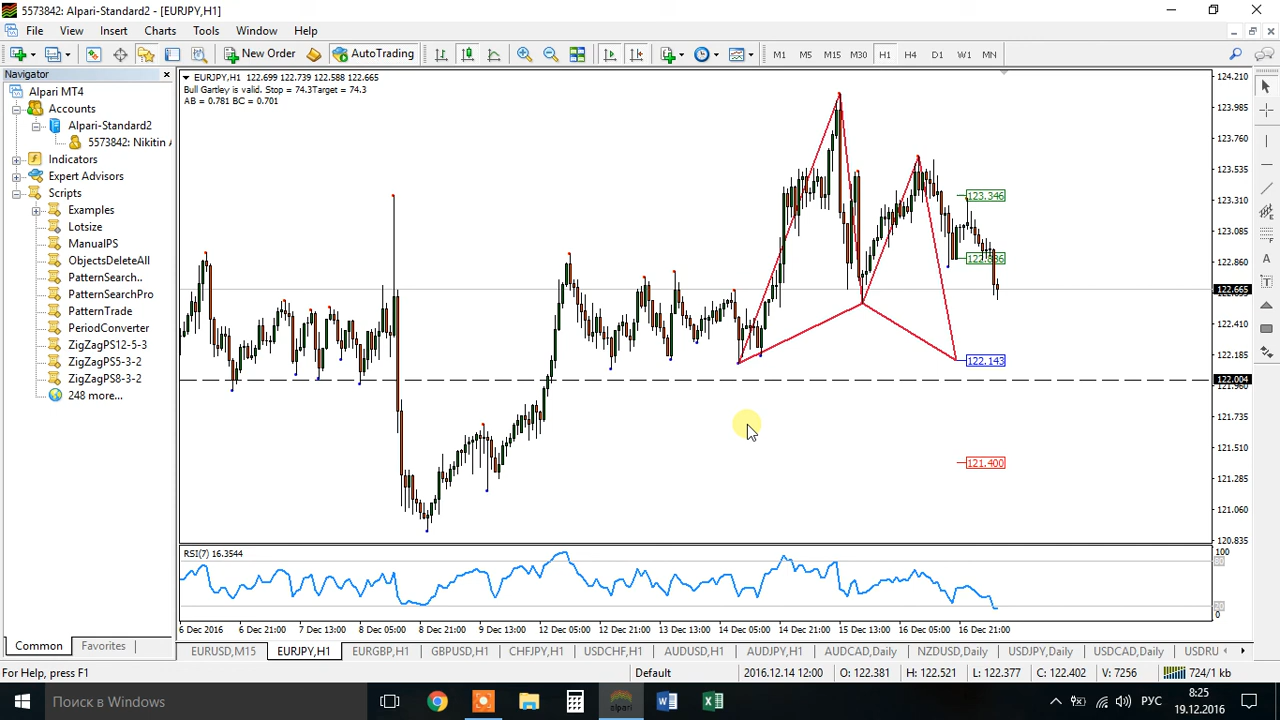 5573842: Alpari-Standard2 - [EURJPY,H1]
File View Insert Charts Tools Window Help
New Order AutoTrading M1 M5 M15 M30 H1 H4 D1 W1 MN
Navigator
Alpari MT4
Accounts
Alpari-Standard2
5573842: Nikitin A
Indicators
Expert Advisors
Scripts
Examples
Lotsize
ManualPS
ObjectsDeleteAll
PatternSearch..
PatternSearchPro
PatternTrade
PeriodConverter
ZigZagPS12-5-3
ZigZagPS5-3-2
ZigZagPS8-3-2
248 more...
Common Favorites
EURJPY,H1 122.699 122.739 122.588 122.665
Bull Gartley is valid. Stop = 74.3Target = 74.3
AB = 0.781 BC = 0.701
123.346
122.143
121.400
124.210
123.985
123.760
123.535
123.310
123.085
122.860
122.665
122.410
122.185
122.004
121.960
121.735
121.510
121.285
121.060
120.835
RSI(7) 16.3544
100
80
20
0
6 Dec 2016 6 Dec 21:00 7 Dec 13:00 8 Dec 05:00 8 Dec 21:00 9 Dec 13:00 12 Dec 05:00 12 Dec 21:00 13 Dec 13:00 14 Dec 05:00 14 Dec 21:00 15 Dec 13:00 16 Dec 05:00 16 Dec 21:00
EURUSD,M15 EURJPY,H1 EURGBP,H1 GBPUSD,H1 CHFJPY,H1 USDCHF,H1 AUDUSD,H1 AUDJPY,H1 AUDCAD,Daily NZDUSD,Daily USDJPY,Daily USDCAD,Daily USDRU
For Help, press F1 Default 2016.12.14 12:00 O: 122.381 H: 122.521 L: 122.377 C: 122.402 V: 7256 724/1 kb
Поиск в Windows
alpari
РУС
8:25
19.12.2016